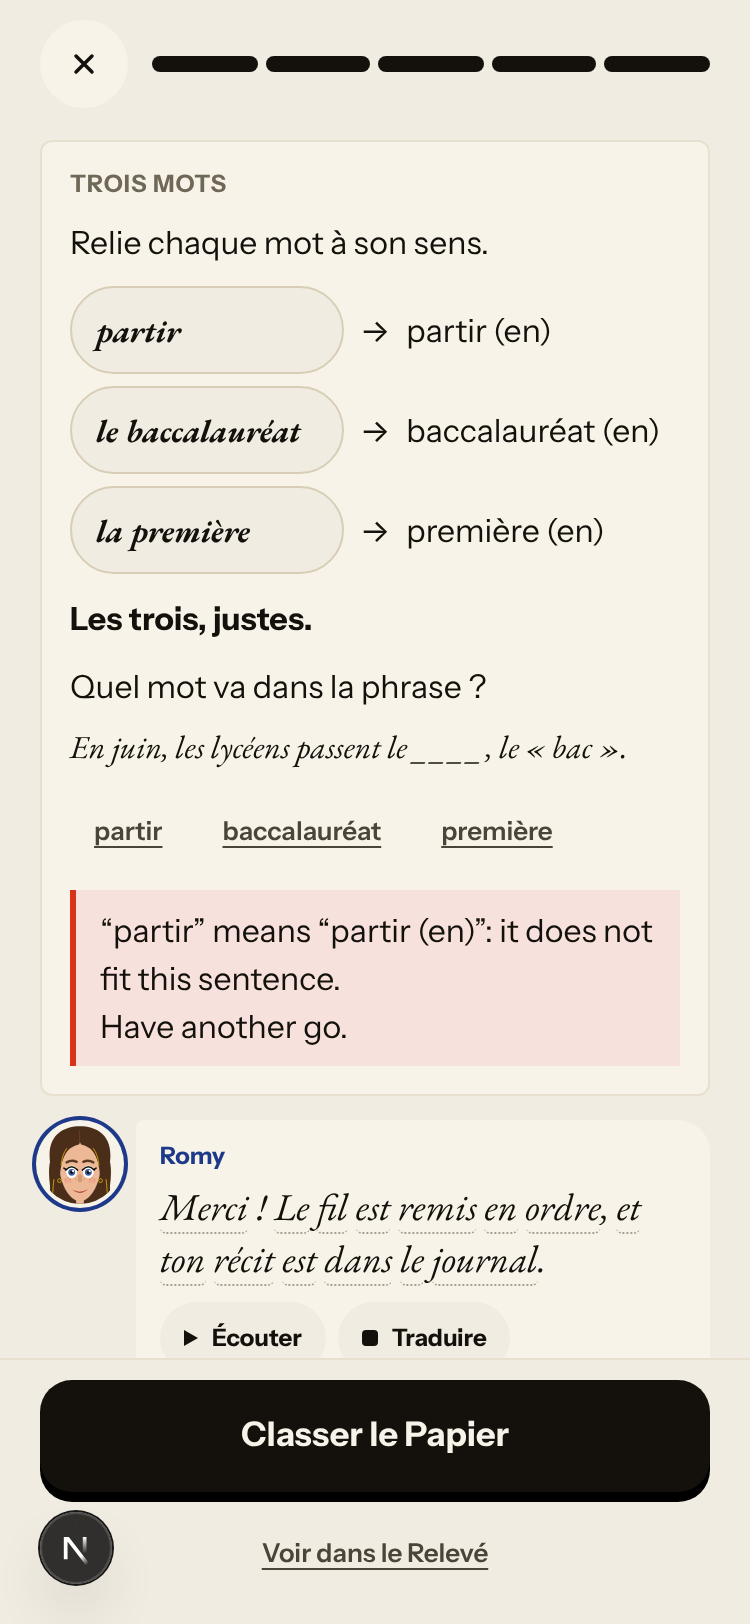 TROIS MOTS
Relie chaque mot à son sens.
partir → partir (en)
le baccalauréat → baccalauréat (en)
la première → première (en)
Les trois, justes.
Quel mot va dans la phrase ?
En juin, les lycéens passent le ____, le « bac ».
partir baccalauréat première
“partir” means “partir (en)”: it does not
fit this sentence.
Have another go.
Romy
Merci ! Le fil est remis en ordre, et
ton récit est dans le journal.
Écouter Traduire
Classer le Papier
N
Voir dans le Relevé